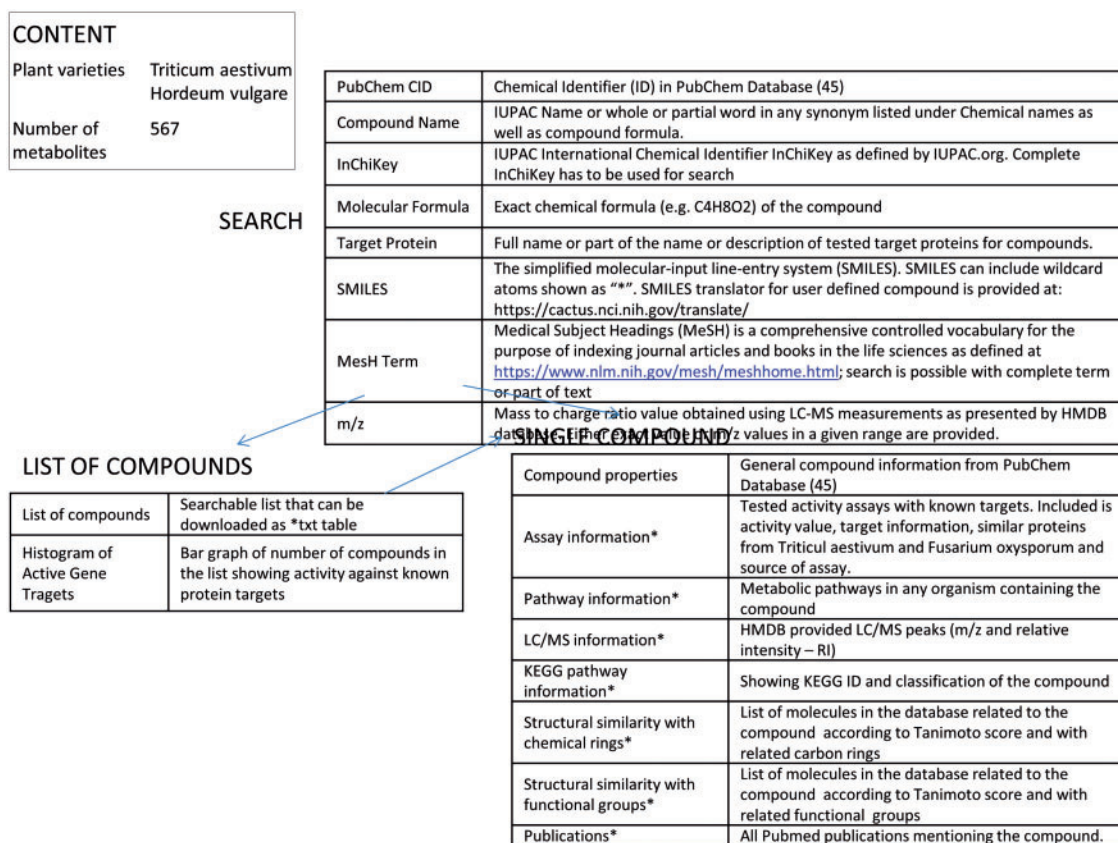 CONTENT
Plant varieties Triticum aestivum
Hordeum vulgare
Number of 567
metabolites
SEARCH
PubChem CID Chemical Identifier (ID) in PubChem Database (45)
Compound Name IUPAC Name or whole or partial word in any synonym listed under Chemical names as
well as compound formula.
InChiKey IUPAC International Chemical Identifier InChiKey as defined by IUPAC.org. Complete
InChiKey has to be used for search
Molecular Formula Exact chemical formula (e.g. C4H8O2) of the compound
Target Protein Full name or part of the name or description of tested target proteins for compounds.
SMILES The simplified molecular-input line-entry system (SMILES). SMILES can include wildcard
atoms shown as “*”. SMILES translator for user defined compound is provided at:
https://cactus.nci.nih.gov/translate/
MesH Term Medical Subject Headings (MeSH) is a comprehensive controlled vocabulary for the
purpose of indexing journal articles and books in the life sciences as defined at
https://www.nlm.nih.gov/mesh/meshhome.html; search is possible with complete term
or part of text
m/z Mass to charge ratio value obtained using LC-MS measurements as presented by HMDB
database. Either exact value or m/z values in a given range are provided.
LIST OF COMPOUNDS
List of compounds Searchable list that can be
downloaded as *txt table
Histogram of Bar graph of number of compounds in
Active Gene the list showing activity against known
Tragets protein targets
SINGLE COMPOUND
Compound properties General compound information from PubChem
Database (45)
Assay information* Tested activity assays with known targets. Included is
activity value, target information, similar proteins
from Triticul aestivum and Fusarium oxysporum and
source of assay.
Pathway information* Metabolic pathways in any organism containing the
compound
LC/MS information* HMDB provided LC/MS peaks (m/z and relative
intensity – RI)
KEGG pathway
information* Showing KEGG ID and classification of the compound
Structural similarity with List of molecules in the database related to the
chemical rings* compound according to Tanimoto score and with
related carbon rings
Structural similarity with List of molecules in the database related to the
functional groups* compound according to Tanimoto score and with
related functional groups
Publications* All Pubmed publications mentioning the compound.